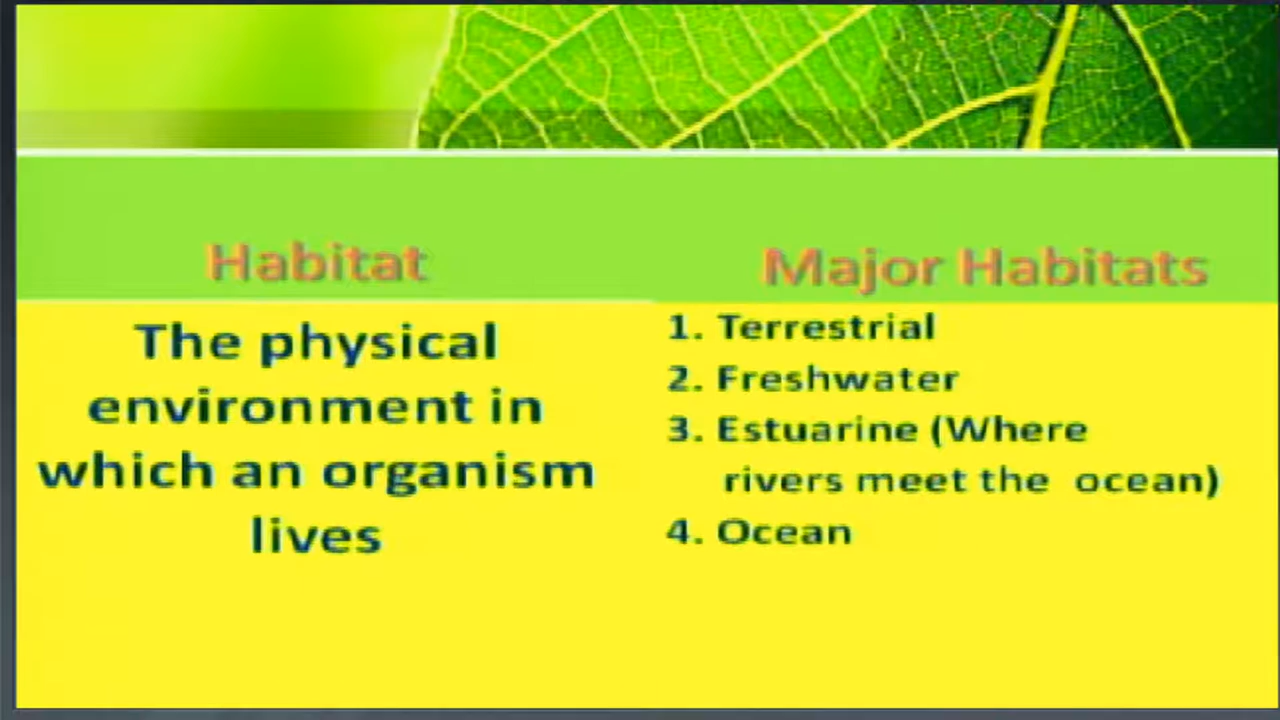 Habitat
The physical
environment in
which an organism
lives
Major Habitats
1. Terrestrial
2. Freshwater
3. Estuarine (Where
rivers meet the ocean)
4. Ocean